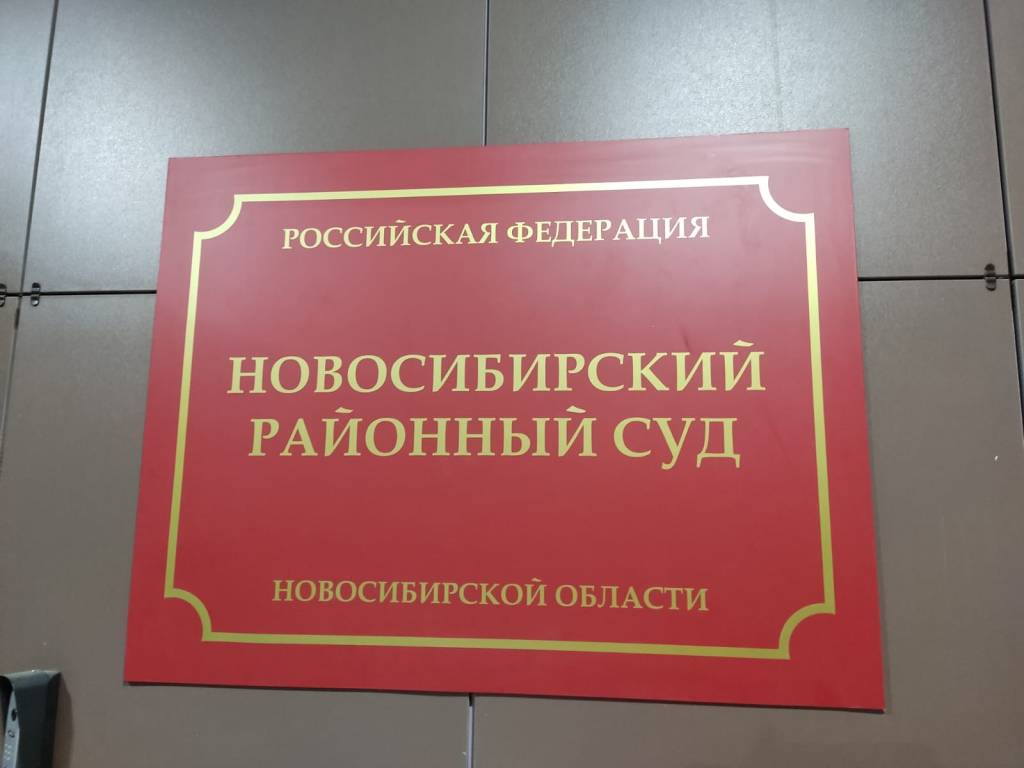 РОССИЙСКАЯ ФЕДЕРАЦИЯ
НОВОСИБИРСКИЙ
РАЙОННЫЙ СУД
НОВОСИБИРСКОЙ ОБЛАСТИ